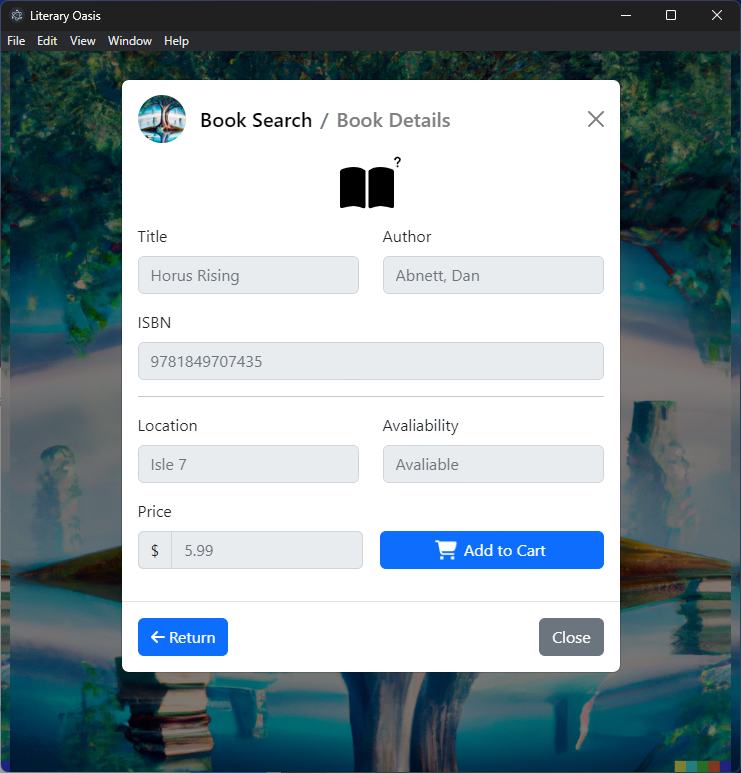 Literary Oasis
File Edit View Window Help
Book Search / Book Details
?
Title Author
Horus Rising Abnett, Dan
ISBN
9781849707435
Location Avaliability
Isle 7 Avaliable
Price
$ 5.99 Add to Cart
Return Close